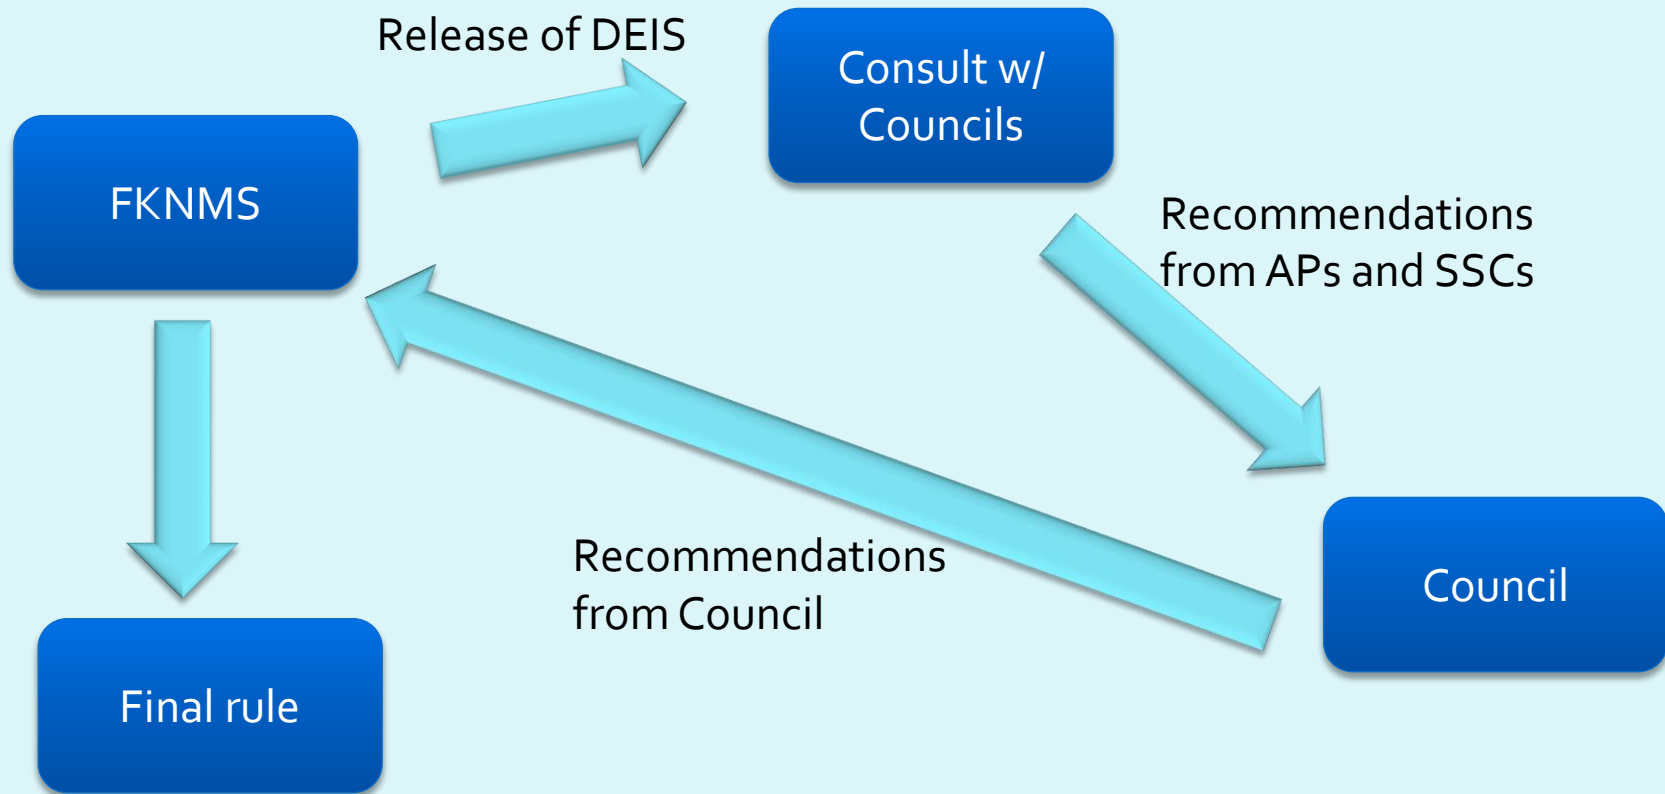 Release of DEIS
Consult w/
Councils
FKNMS
Recommendations
from APs and SSCs
Recommendations
from Council
Council
Final rule